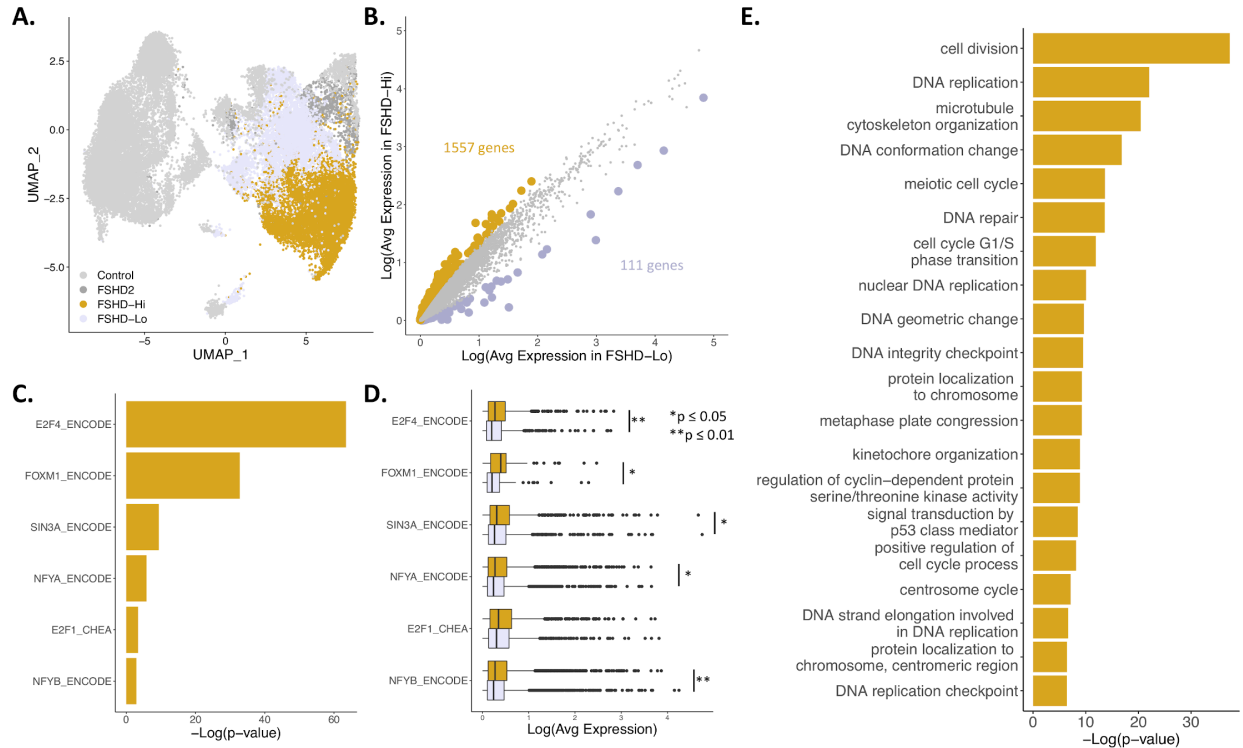 A.
2.5
0.0
−2.5
−5.0
UMAP_2
Control
FSHD2
FSHD−Hi
FSHD−Lo
−5
0
5
UMAP_1
B.
5
4
3
2
1
0
Log(Avg Expression in FSHD−Hi)
1557 genes
111 genes
0
1
2
3
4
5
Log(Avg Expression in FSHD−Lo)
C.
E2F4_ENCODE
FOXM1_ENCODE
SIN3A_ENCODE
NFYA_ENCODE
E2F1_CHEA
NFYB_ENCODE
0
20
40
60
−Log(p−value)
D.
E2F4_ENCODE
FOXM1_ENCODE
SIN3A_ENCODE
NFYA_ENCODE
E2F1_CHEA
NFYB_ENCODE
**
*
*
*
**
*p ≤ 0.05
**p ≤ 0.01
0
1
2
3
4
Log(Avg Expression)
E.
cell division
DNA replication
microtubule
cytoskeleton organization
DNA conformation change
meiotic cell cycle
DNA repair
cell cycle G1/S
phase transition
nuclear DNA replication
DNA geometric change
DNA integrity checkpoint
protein localization
to chromosome
metaphase plate congression
kinetochore organization
regulation of cyclin−dependent protein
serine/threonine kinase activity
signal transduction by
p53 class mediator
positive regulation of
cell cycle process
centrosome cycle
DNA strand elongation involved
in DNA replication
protein localization to
chromosome, centromeric region
DNA replication checkpoint
0
10
20
30
−Log(p−value)